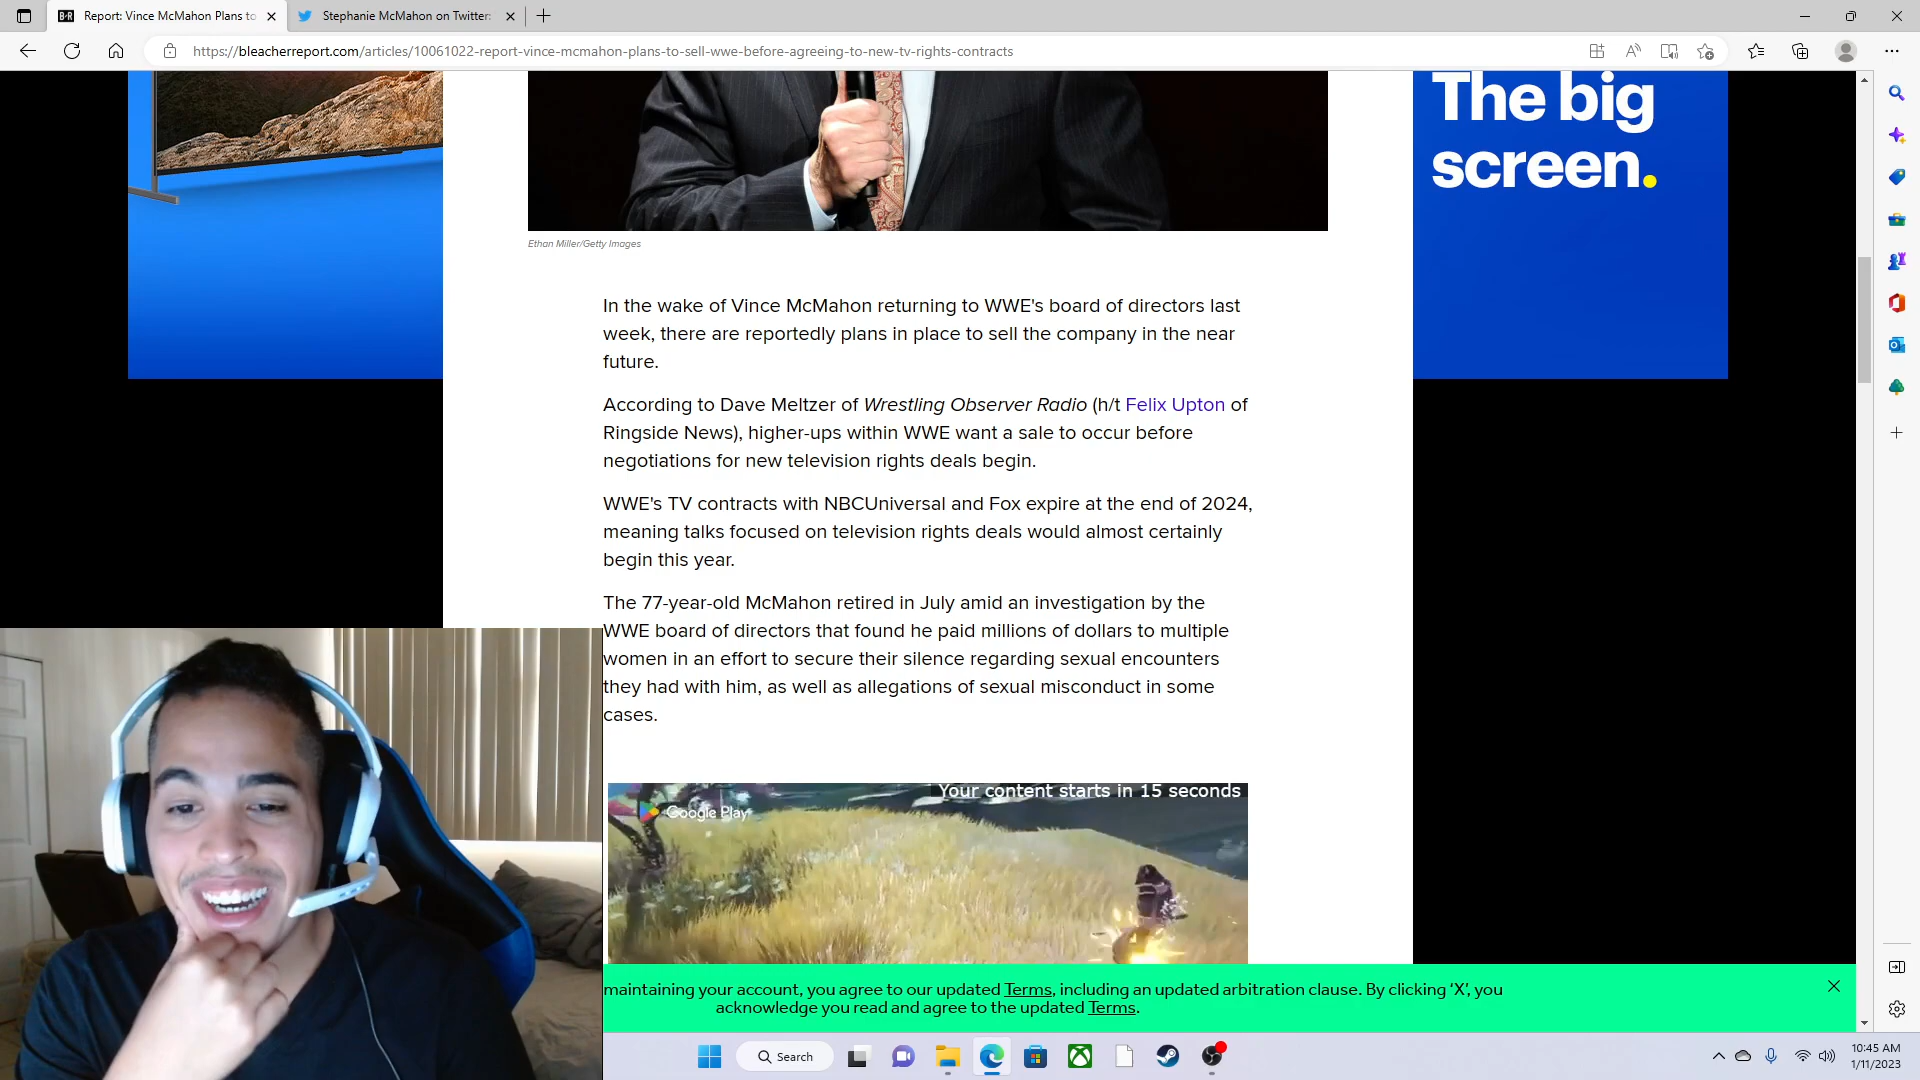 B/R Report: Vince McMahon Plans to
Stephanie McMahon on Twitter:
https://bleacherreport.com/articles/10061022-report-vince-mcmahon-plans-to-sell-wwe-before-agreeing-to-new-tv-rights-contracts
The big
screen.
Ethan Miller/Getty Images
In the wake of Vince McMahon returning to WWE's board of directors last
week, there are reportedly plans in place to sell the company in the near
future.
According to Dave Meltzer of Wrestling Observer Radio (h/t Felix Upton of
Ringside News), higher-ups within WWE want a sale to occur before
negotiations for new television rights deals begin.
WWE's TV contracts with NBCUniversal and Fox expire at the end of 2024,
meaning talks focused on television rights deals would almost certainly
begin this year.
The 77-year-old McMahon retired in July amid an investigation by the
WWE board of directors that found he paid millions of dollars to multiple
women in an effort to secure their silence regarding sexual encounters
they had with him, as well as allegations of sexual misconduct in some
cases.
Your content starts in 15 seconds
Google Play
maintaining your account, you agree to our updated Terms, including an updated arbitration clause. By clicking ‘X’, you
acknowledge you read and agree to the updated Terms.
Search
10:45 AM
1/11/2023